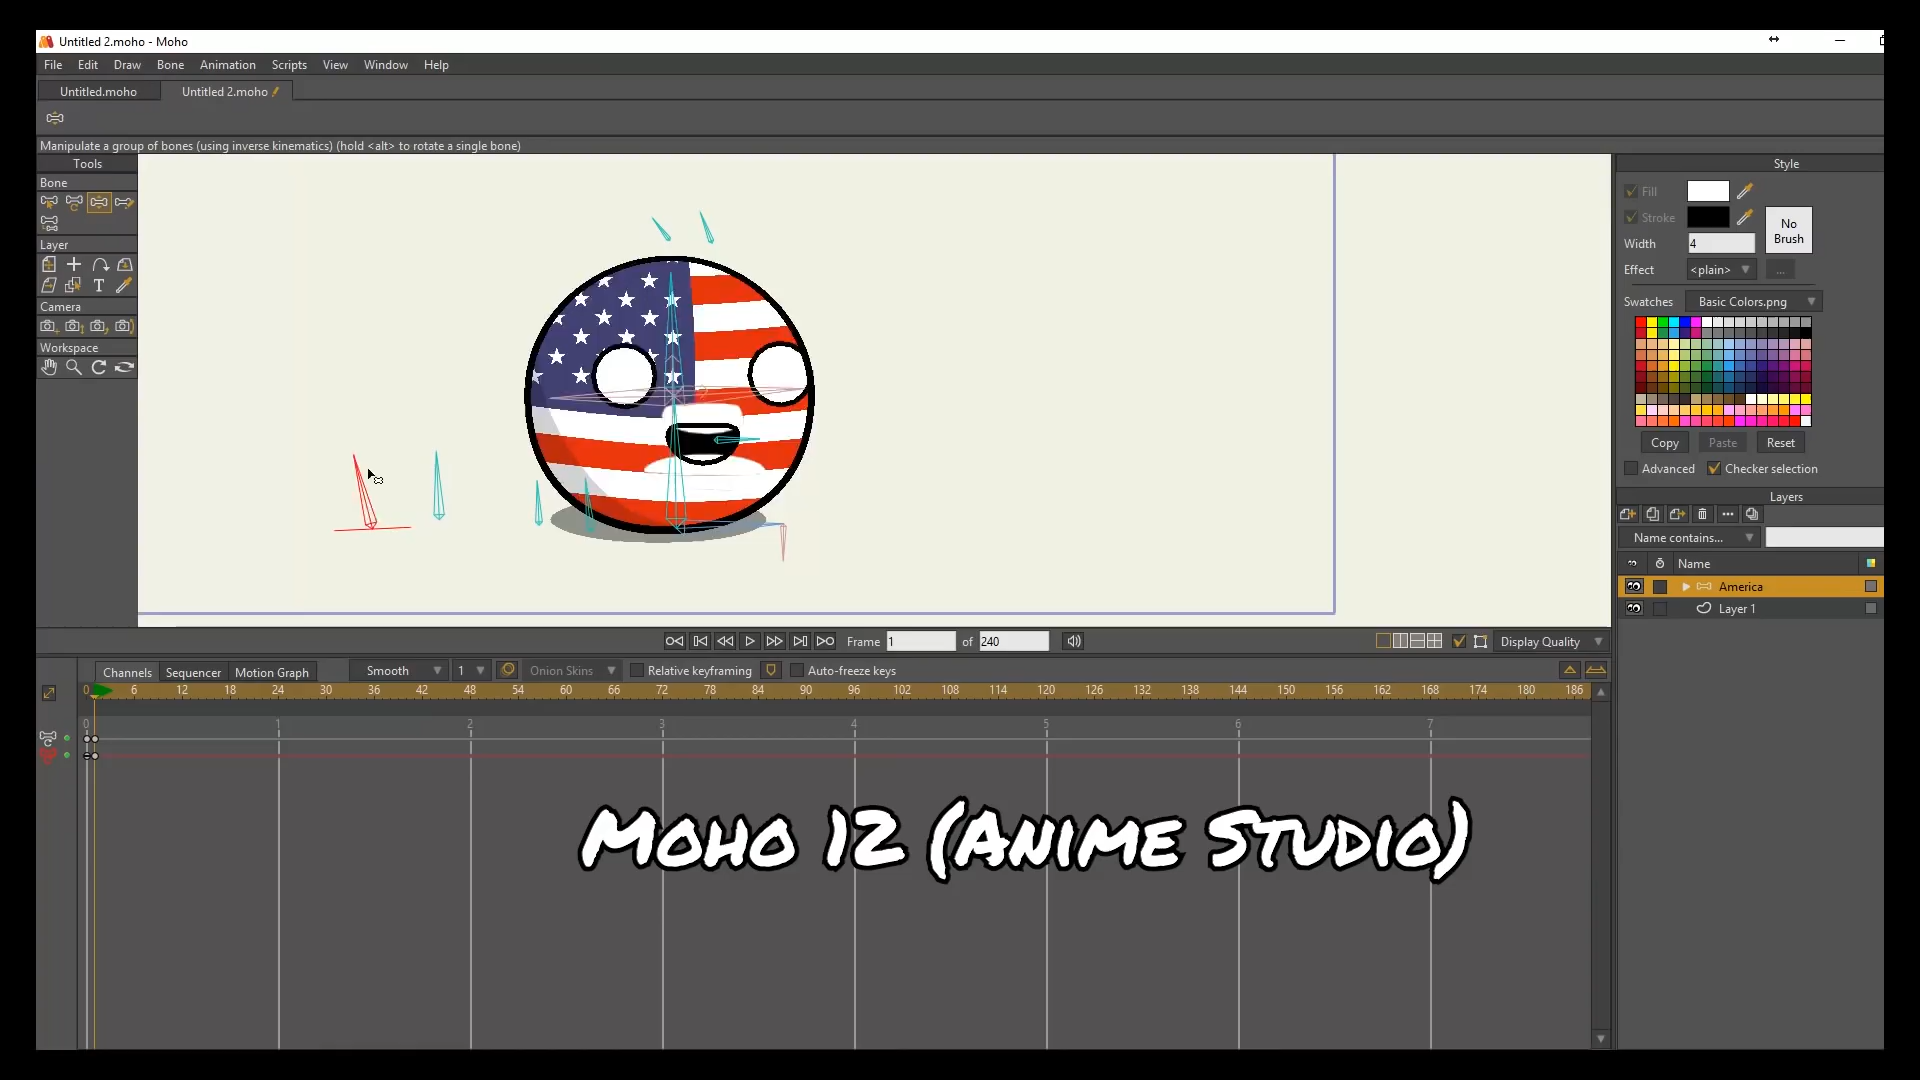 Untitled 2.moho - Moho
File Edit Draw Bone Animation Scripts View Window Help
Untitled.moho Untitled 2.moho
Manipulate a group of bones (using inverse kinematics) (hold <alt> to rotate a single bone)
Tools
Bone
Layer
T
Camera
Workspace
Style
Fill
Stroke
No
Brush
Width 4
Effect <plain> ...
Swatches Basic Colors.png
Copy Paste Reset
Advanced Checker selection
Layers
Name contains...
Name
America
Layer 1
Frame 1 of 240
Display Quality
Channels Sequencer Motion Graph Smooth 1 Onion Skins Relative keyframing Auto-freeze keys
0 6 12 18 24 30 36 42 48 54 60 66 72 78 84 90 96 102 108 114 120 126 132 138 144 150 156 162 168 174 180 186
0 1 2 3 4 5 6 7
Moho 12 (Anime Studio)